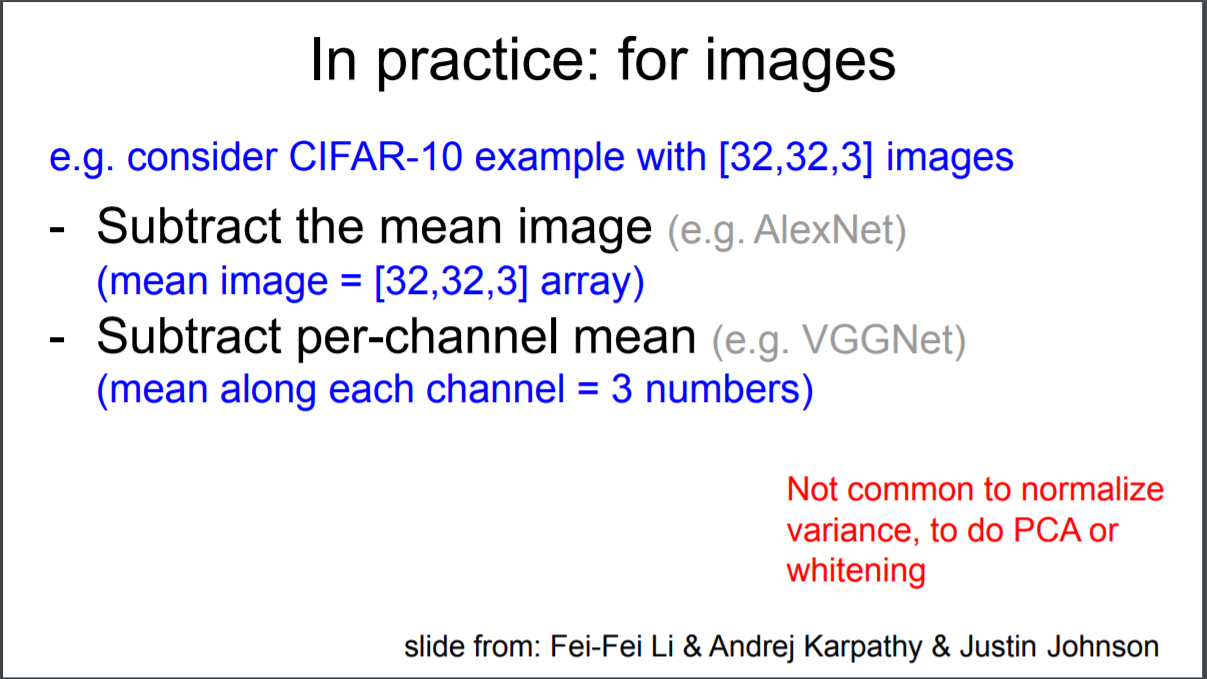 In practice: for images
e.g. consider CIFAR-10 example with [32,32,3] images
- Subtract the mean image (e.g. AlexNet)
(mean image = [32,32,3] array)
- Subtract per-channel mean (e.g. VGGNet)
(mean along each channel = 3 numbers)
Not common to normalize
variance, to do PCA or
whitening
slide from: Fei-Fei Li & Andrej Karpathy & Justin Johnson